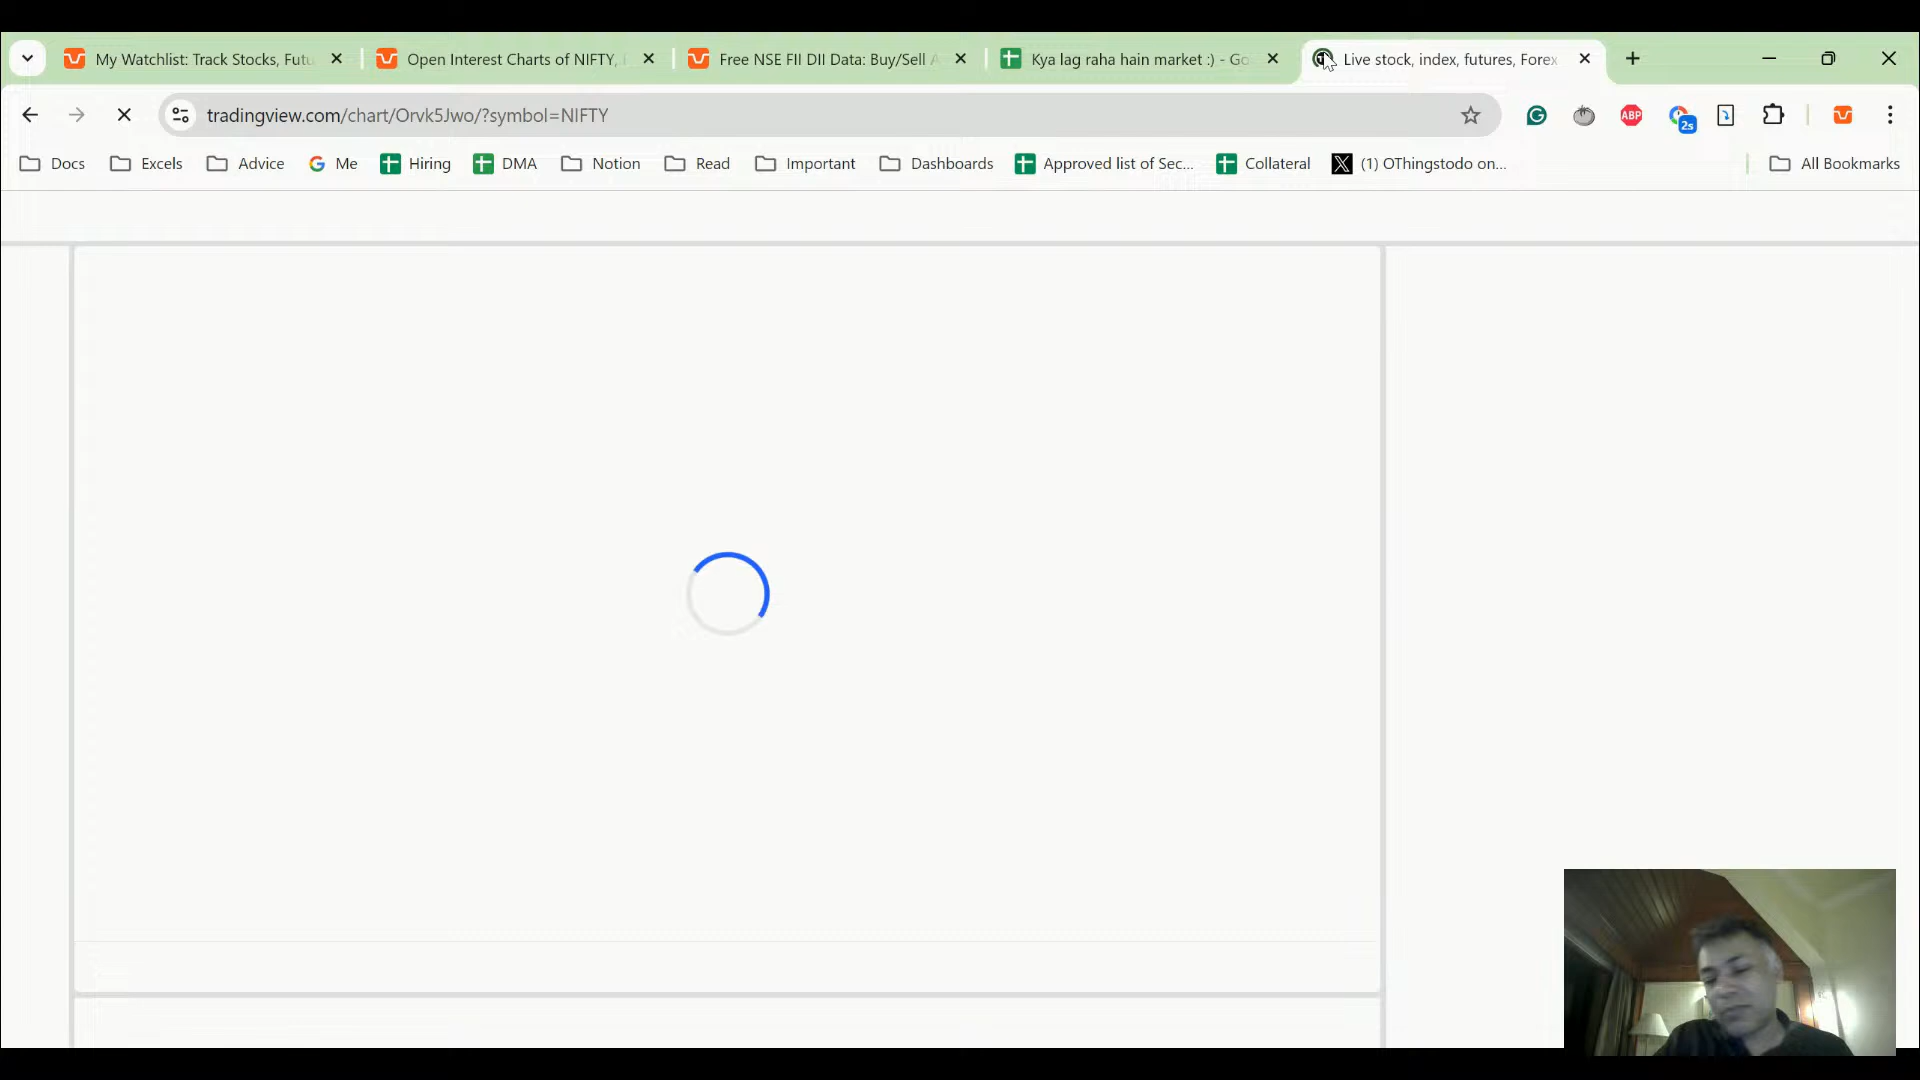 My Watchlist: Track Stocks, Futu
Open Interest Charts of NIFTY,
Free NSE FII DII Data: Buy/Sell A
Kya lag raha hain market :) - Go
Live stock, index, futures, Forex
tradingview.com/chart/Orvk5Jwo/?symbol=NIFTY
ABP
2s
Docs
Excels
Advice
Me
Hiring
DMA
Notion
Read
Important
Dashboards
Approved list of Sec...
Collateral
(1) OThingstodo on...
All Bookmarks